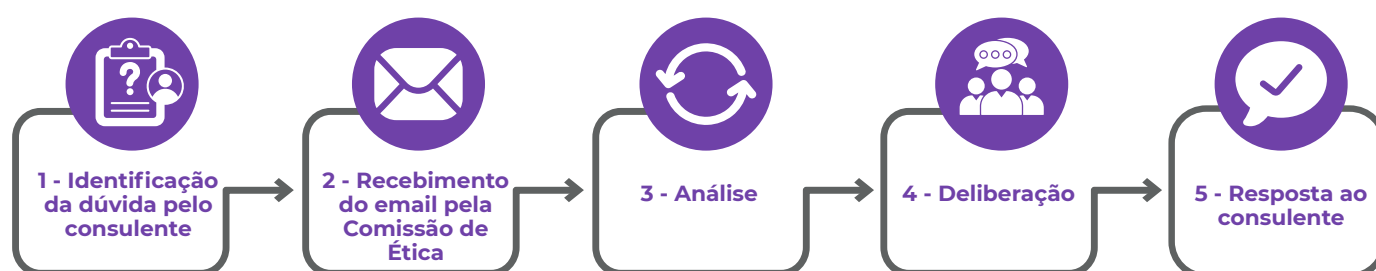 1 - Identificação
da dúvida pelo
consulente
2 - Recebimento
do email pela
Comissão de
Ética
3 - Análise
4 - Deliberação
5 - Resposta ao
consulente